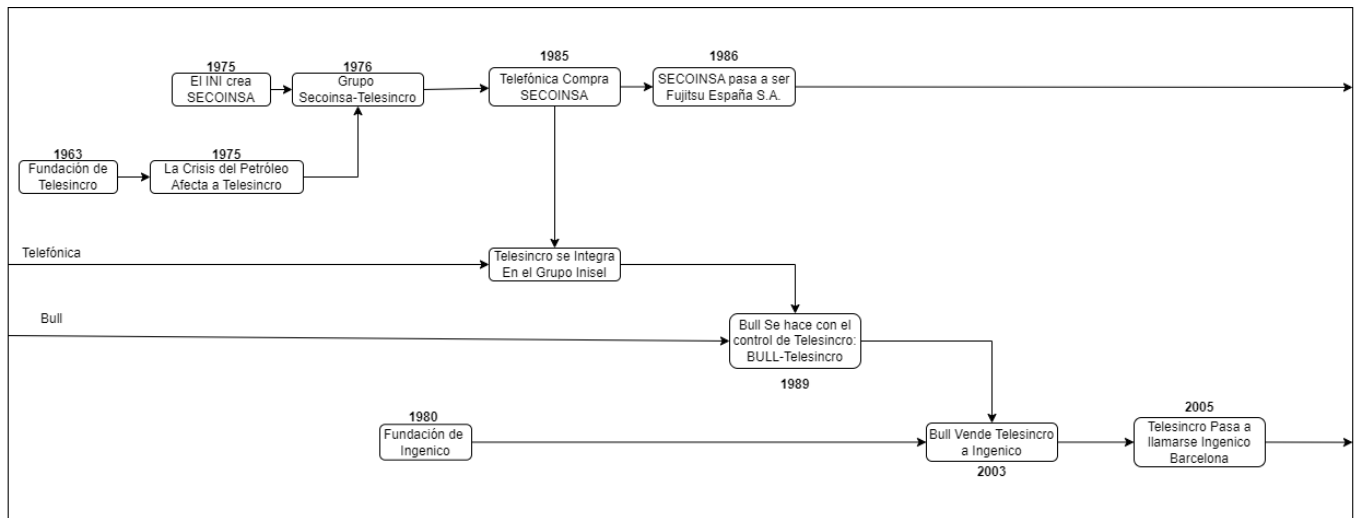 1975
El INI crea
SECOINSA
1976
Grupo
Secoinsa-Telesincro
1985
Telefónica Compra
SECOINSA
1986
SECOINSA pasa a ser
Fujitsu España S.A.
1963
Fundación de
Telesincro
1975
La Crisis del Petróleo
Afecta a Telesincro
Telefónica
Telesincro se Integra
En el Grupo Inisel
Bull
Bull Se hace con el
control de Telesincro:
BULL-Telesincro
1989
1980
Fundación de
Ingenico
Bull Vende Telesincro
a Ingenico
2003
2005
Telesincro Pasa a
llamarse Ingenico
Barcelona